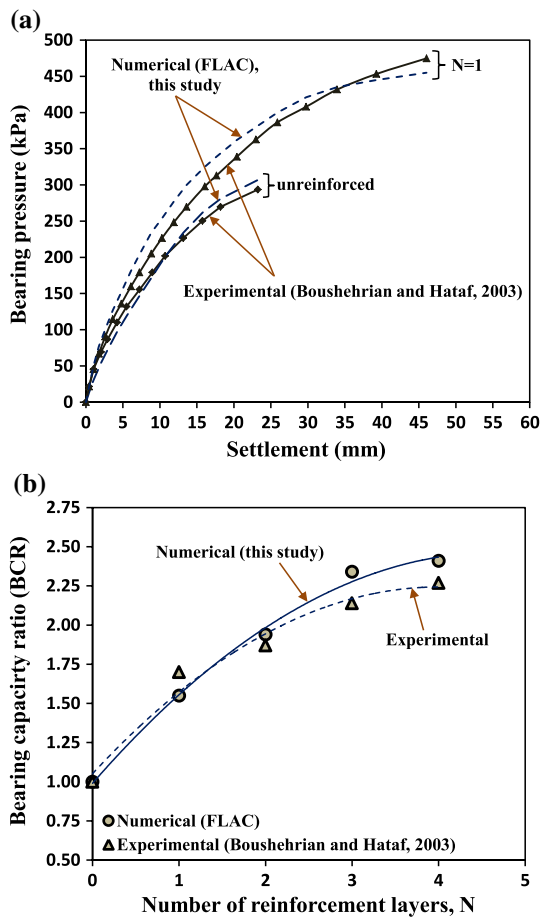 (a)
500
450
400
350
300
250
200
150
100
50
0
Bearing pressure (kPa)
Numerical (FLAC),
this study
N=1
unreinforced
Experimental (Boushehrian and Hataf, 2003)
0 5 10 15 20 25 30 35 40 45 50 55 60
Settlement (mm)
(b)
2.75
2.50
2.25
2.00
1.75
1.50
1.25
1.00
0.75
0.50
Bearing capacirty ratio (BCR)
Numerical (this study)
Experimental
Numerical (FLAC)
Experimental (Boushehrian and Hataf, 2003)
0 1 2 3 4 5
Number of reinforcement layers, N